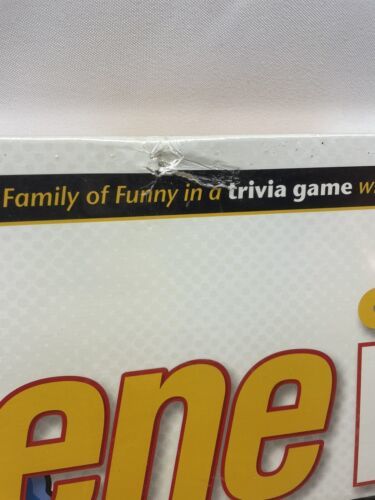 Family of Funny in a trivia game w
ene i